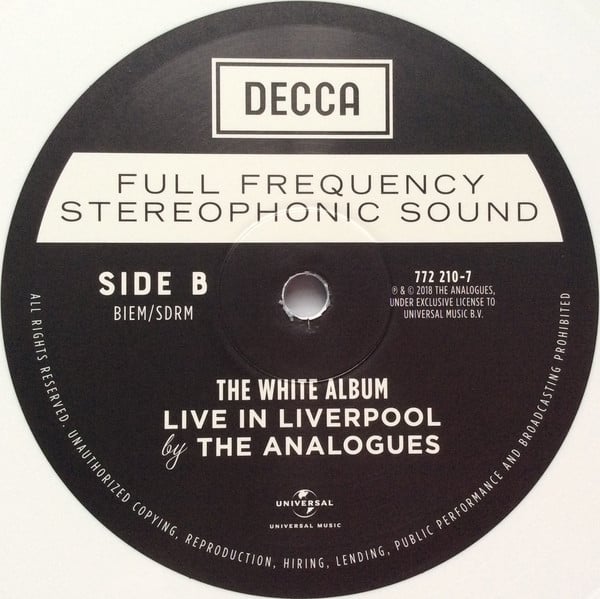 DECCA
FULL FREQUENCY
STEREOPHONIC SOUND
SIDE B
BIEM/SDRM
772 210-7
℗ & © 2018 THE ANALOGUES,
UNDER EXCLUSIVE LICENSE TO
UNIVERSAL MUSIC B.V.
THE WHITE ALBUM
LIVE IN LIVERPOOL
by THE ANALOGUES
UNIVERSAL
UNIVERSAL MUSIC
ALL RIGHTS RESERVED. UNAUTHORIZED COPYING, REPRODUCTION, HIRING, LENDING, PUBLIC PERFORMANCE AND BROADCASTING PROHIBITED